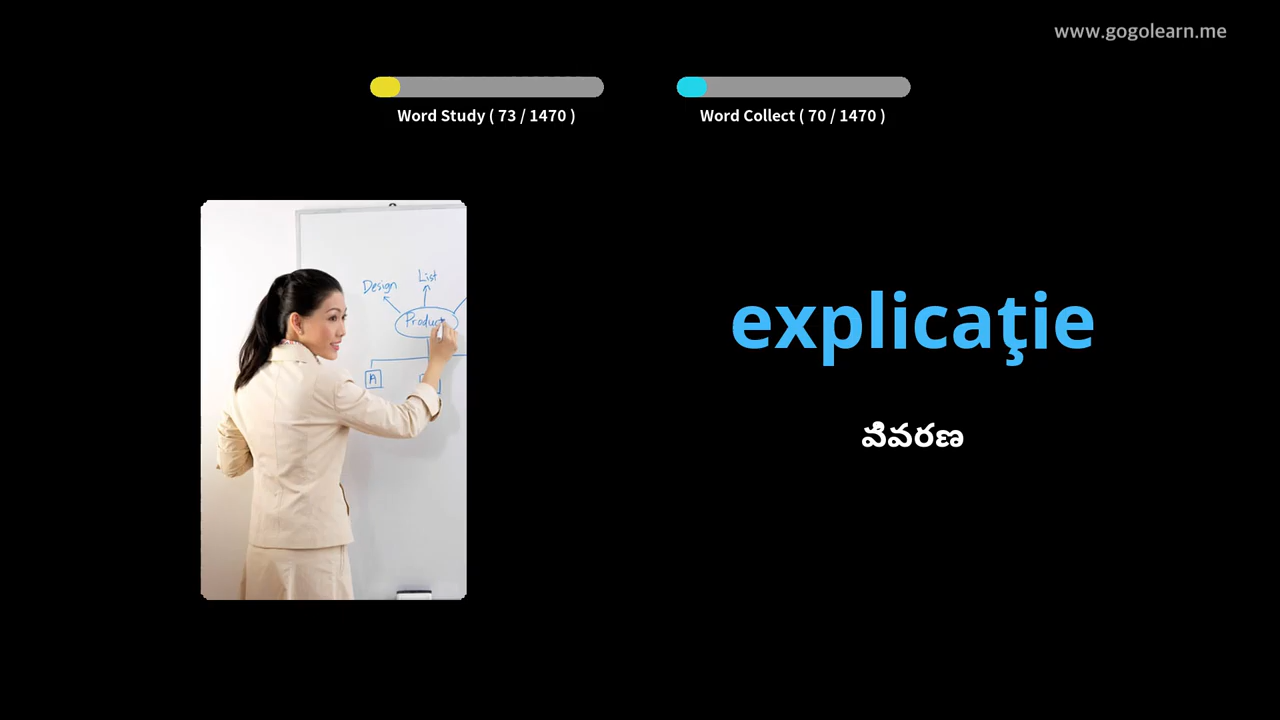 www.gogolearn.me
Word Study ( 73 / 1470 )
Word Collect ( 70 / 1470 )
Design
List
Product
A
explicaţie
వివరణ